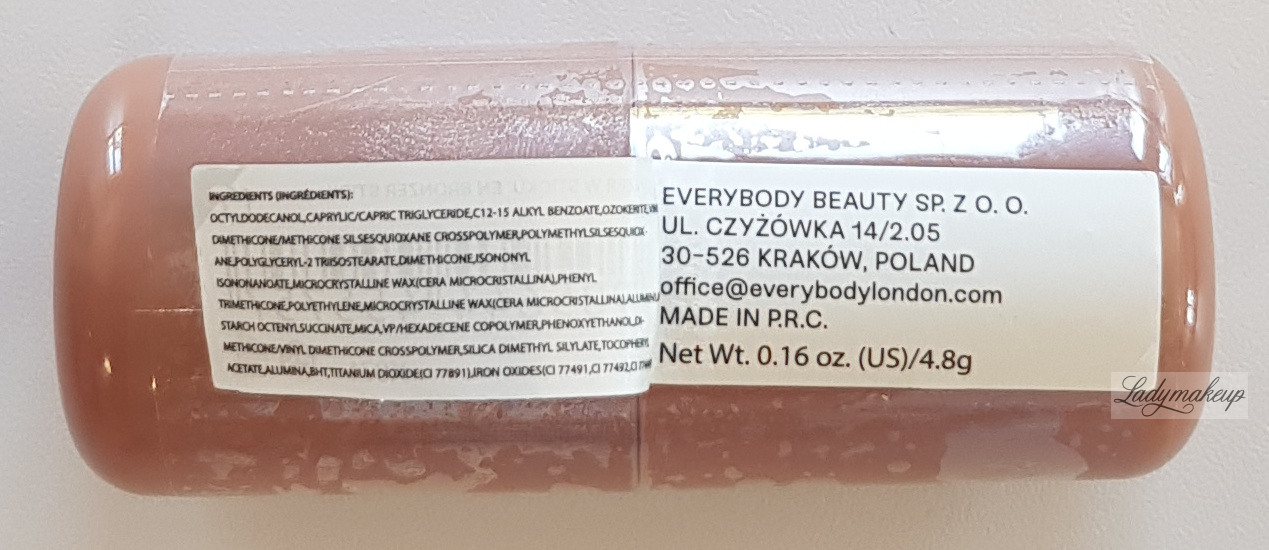 INGREDIENTS (INGRÉDIENTS):
OCTYLDODECANOL,CAPRYLIC/CAPRIC TRIGLYCERIDE,C12-15 ALKYL BENZOATE,OZOKERITE,
DIMETHICONE/METHICONE SILSESQUIOXANE CROSSPOLYMER,POLYMETHYLSILSESQUIOX-
ANE,POLYGLYCERYL-2 TRIISOSTEARATE,DIMETHICONE,ISONONYL
ISONONANOATE,MICROCRYSTALLINE WAX(CERA MICROCRISTALLINA),PHENYL
TRIMETHICONE,POLYETHYLENE,MICROCRYSTALLINE WAX(CERA MICROCRISTALLINA),
STARCH OCTENYLSUCCINATE,MICA,VP/HEXADECENE COPOLYMER,PHENOXYETHANOL,DI-
METHICONE/VINYL DIMETHICONE CROSSPOLYMER,SILICA DIMETHYL SILYLATE,
ACETATE,ALUMINA,BHT,TITANIUM DIOXIDE(CI 77891),IRON OXIDES(CI 77491,CI 77492,
EVERYBODY BEAUTY SP. Z O. O.
UL. CZYŻÓWKA 14/2.05
30-526 KRAKÓW, POLAND
office@everybodylondon.com
MADE IN P.R.C.
Net Wt. 0.16 oz. (US)/4.8g
Ladymakeup